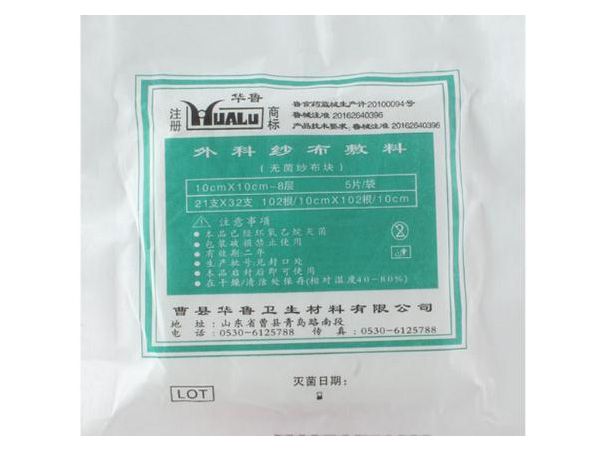 华鲁
注册 HUALU 商标
鲁食药监械生产许20100094号
鲁械注准 20162640396
产品技术要求:鲁械注准 20162640396
外科纱布敷料
(无菌纱布块)
10cmX10cm-8层 5片/袋
21支X32支 102根/10cmX102根/10cm
注意事项
● 本品已经环氧乙烷灭菌
● 包装破损禁止使用
● 有效期二年
● 生产批号:见封口处
● 本品启封后即可使用
● 在干燥/清洁处保存(相对湿度40-80%)
曹县华鲁卫生材料有限公司
地 址:山东省曹县青岛路南段
电话:0530-6125788 传真:0530-6125788
LOT
灭菌日期: